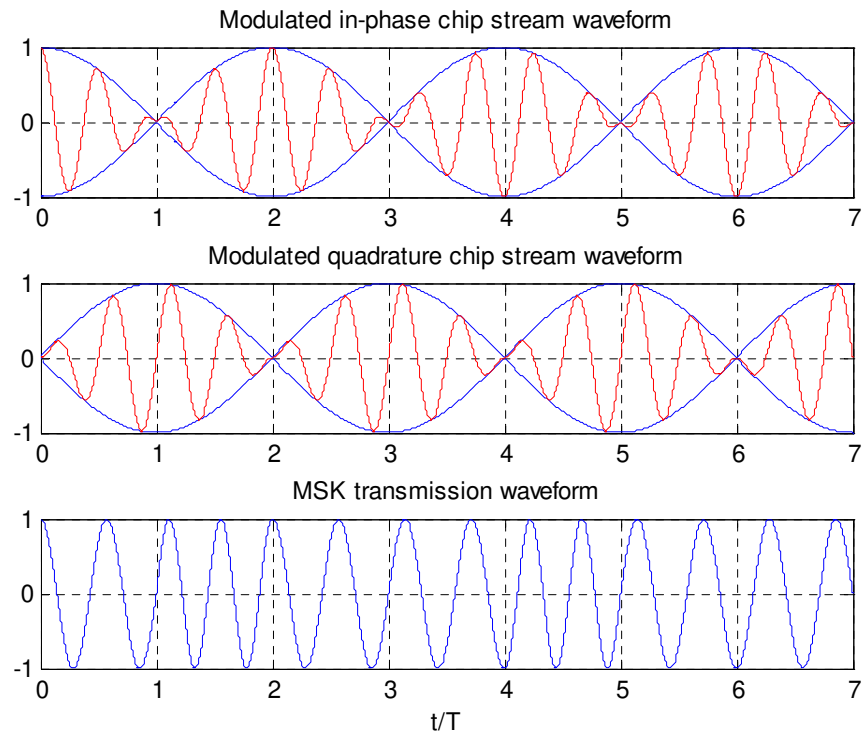 Modulated in-phase chip stream waveform
1
0
-1
0 1 2 3 4 5 6 7
Modulated quadrature chip stream waveform
1
0
-1
0 1 2 3 4 5 6 7
MSK transmission waveform
1
0
-1
0 1 2 3 4 5 6 7
t/T